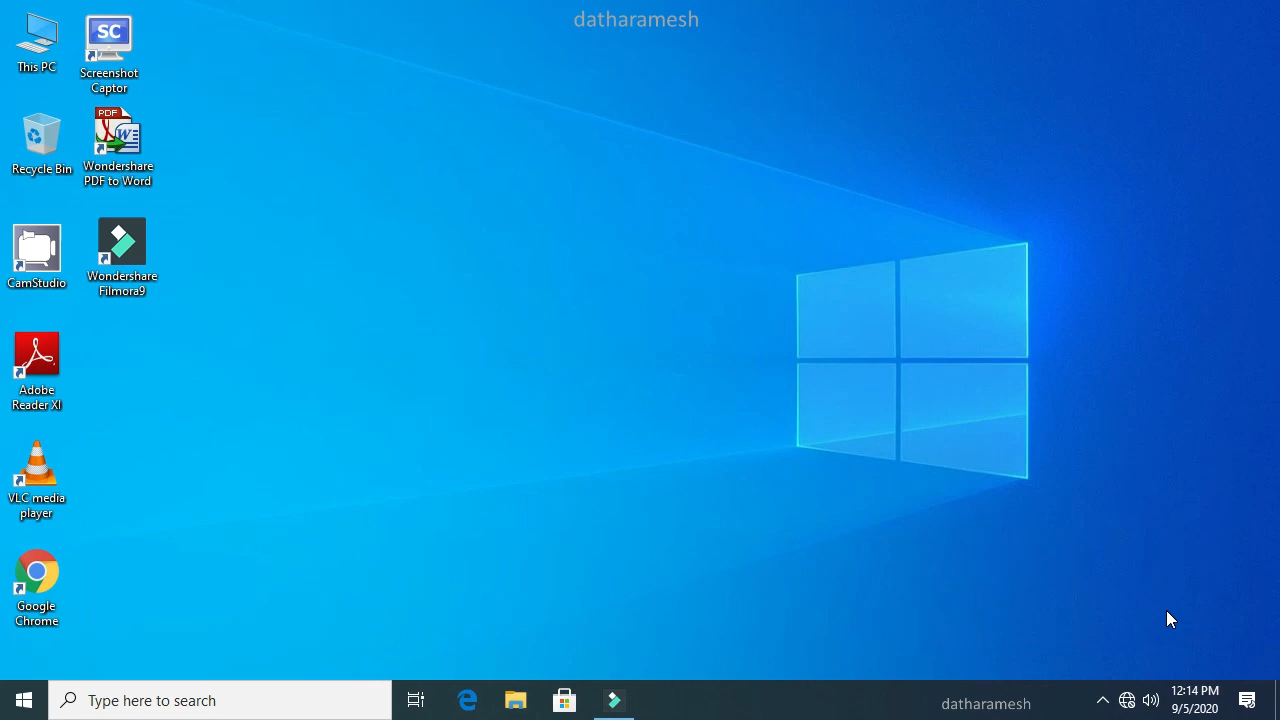 datharamesh
This PC
SC
Screenshot
Captor
Recycle Bin
PDF
W
Wondershare
PDF to Word
CamStudio
Wondershare
Filmora9
Adobe
Reader XI
VLC media
player
Google
Chrome
Type here to search
datharamesh
12:14 PM
9/5/2020